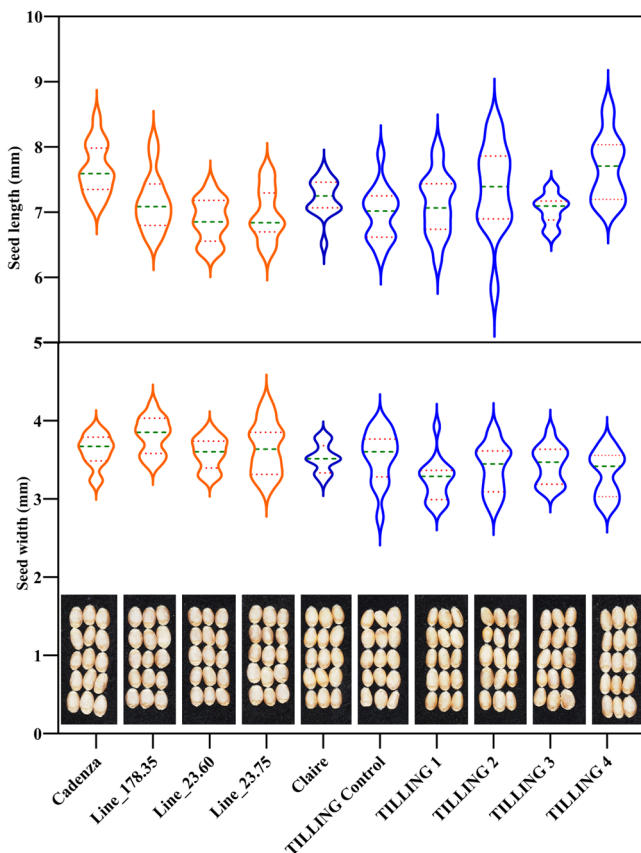 10
9
8
7
6
5
Seed length (mm)
4
3
2
1
0
Seed width (mm)
Cadenza
Line_178.35
Line_23.60
Line_23.75
Claire
TILLING Control
TILLING 1
TILLING 2
TILLING 3
TILLING 4